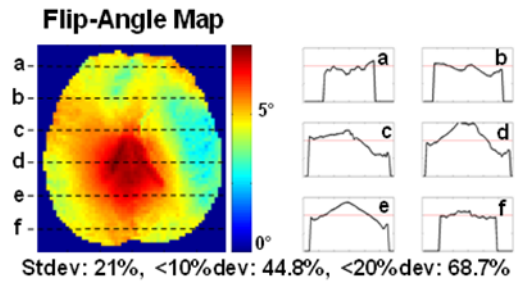 Flip-Angle Map
a -
b -
c -
d -
e -
f -
5°
0°
a
b
c
d
e
f
Stdev: 21%, <10%dev: 44.8%, <20%dev: 68.7%